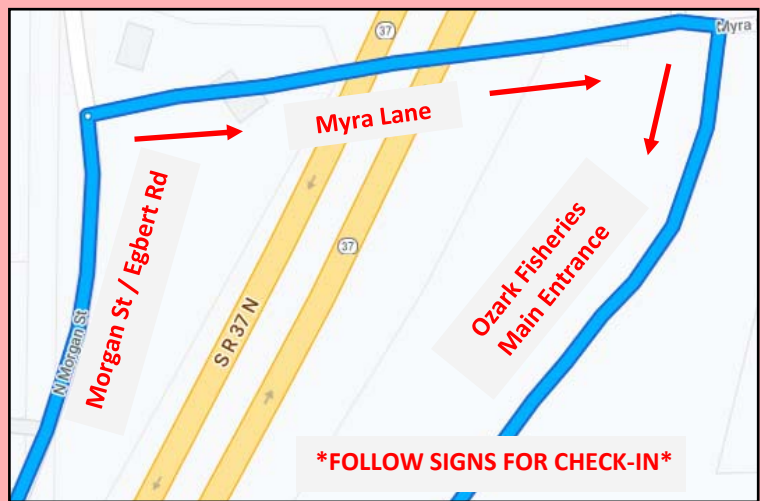 37
Myra
Myra Lane
Morgan St / Egbert Rd
N Morgan St
37
S R 37 N
Ozark Fisheries
Main Entrance
*FOLLOW SIGNS FOR CHECK-IN*